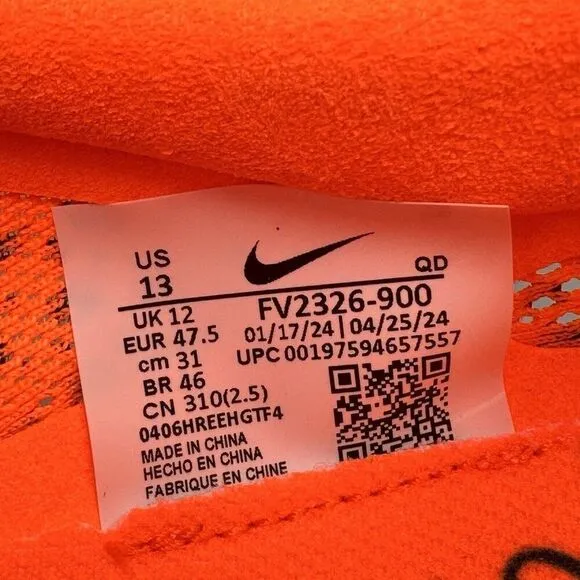 US
13
QD
UK 12
FV2326-900
EUR 47.5
01/17/24 | 04/25/24
cm 31
UPC 00197594657557
BR 46
CN 310(2.5)
0406HREEHGTF4
MADE IN CHINA
HECHO EN CHINA
FABRIQUÉ EN CHINE